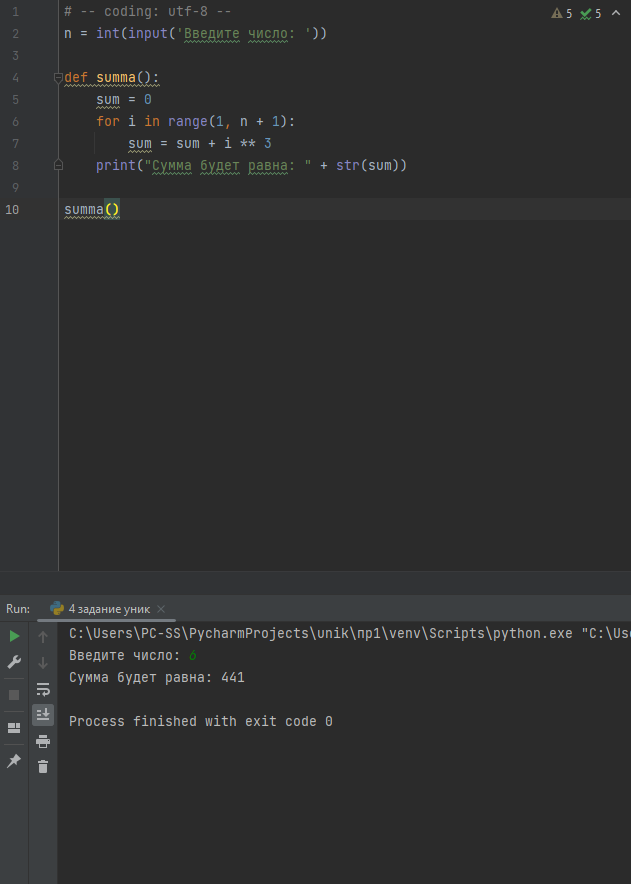 1 # -- coding: utf-8 -- 5 5
2 n = int(input('Введите число: '))
3
4 def summa():
5 sum = 0
6 for i in range(1, n + 1):
7 sum = sum + i ** 3
8 print("Сумма будет равна: " + str(sum))
9
10 summa()
Run: 4 задание уник
C:\Users\PC-SS\PycharmProjects\unik\пр1\venv\Scripts\python.exe "C:\Use
Введите число: 6
Сумма будет равна: 441
Process finished with exit code 0